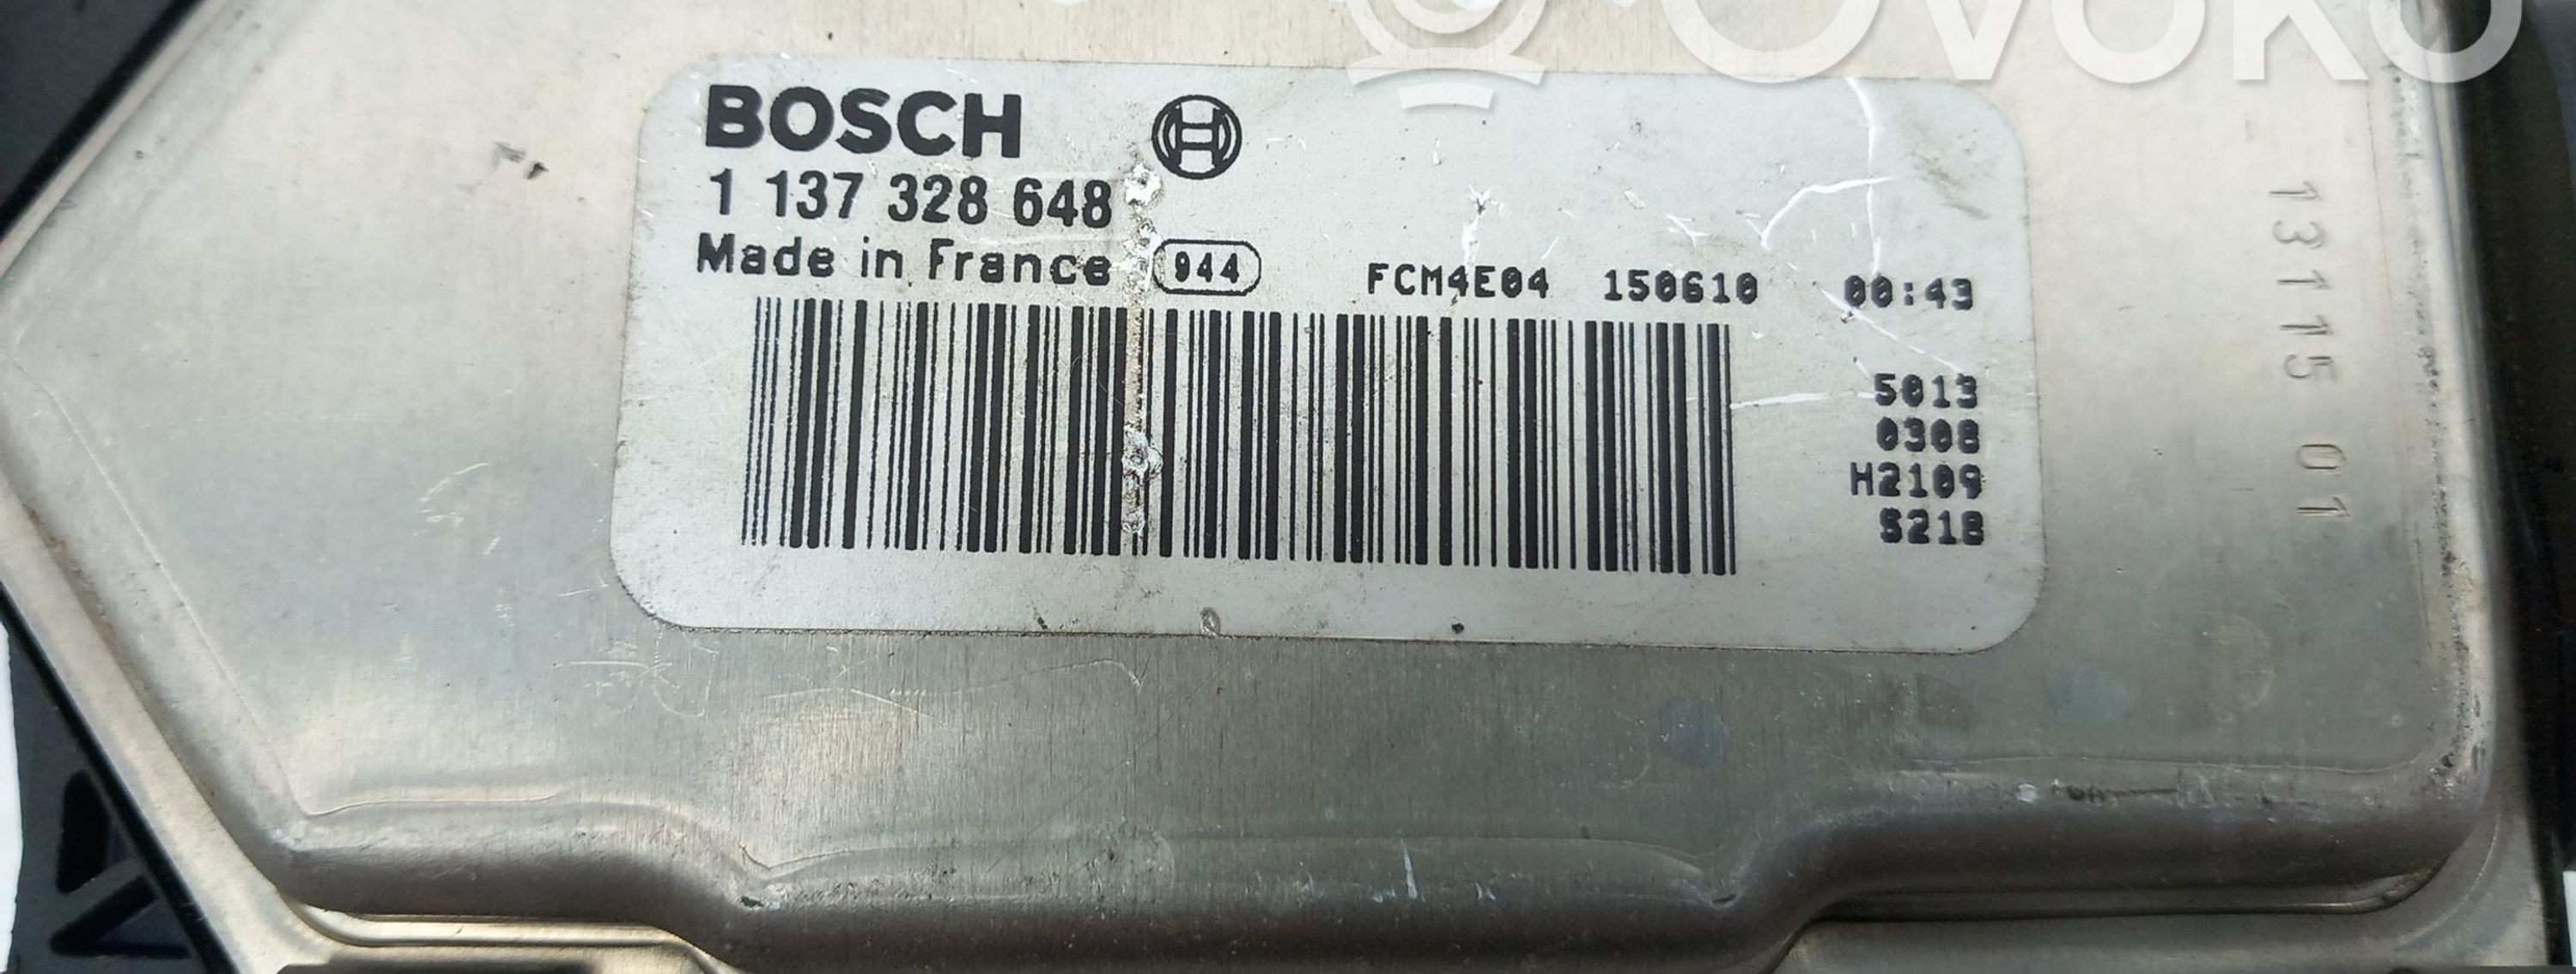 OVOKO
BOSCH
1 137 328 648
Made in France 944 FCM4E04 150610 00:43
5013
0308
H2109
S218
13115 01